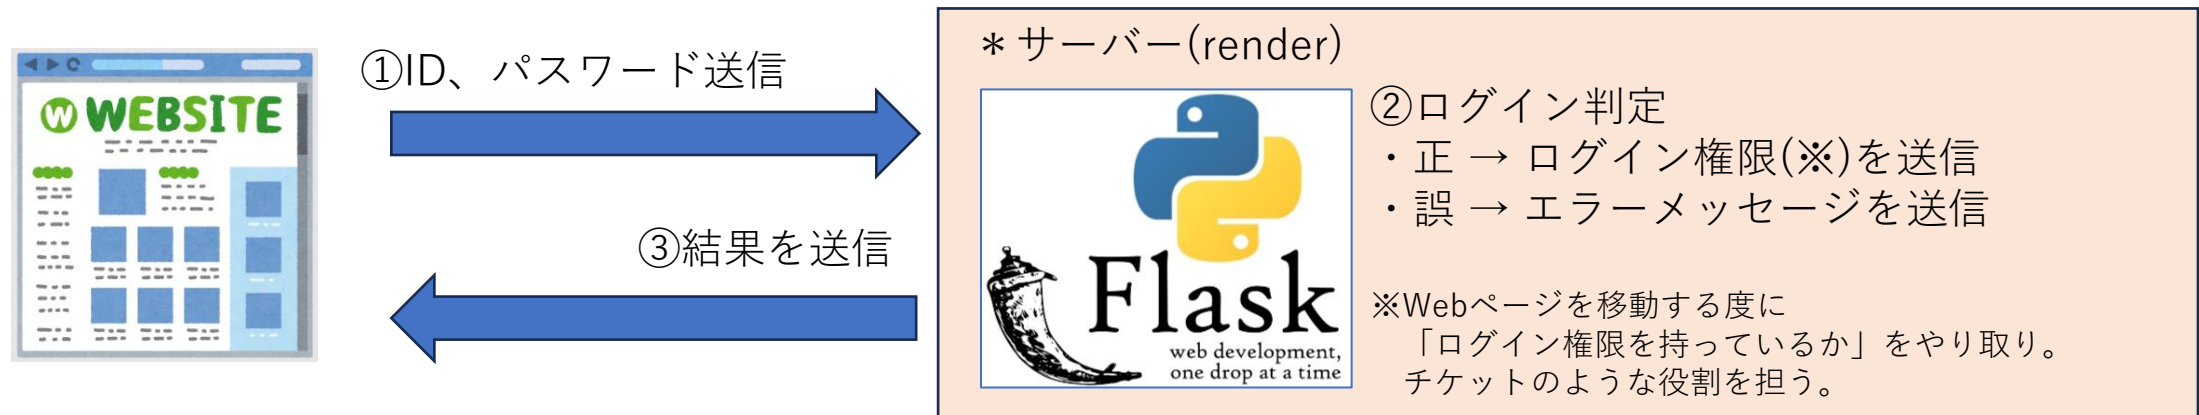 WEBSITE
①ID、パスワード送信
③結果を送信
＊サーバー(render)
Flask
web development,
one drop at a time
②ログイン判定
・正 → ログイン権限(※)を送信
・誤 → エラーメッセージを送信
※Webページを移動する度に
「ログイン権限を持っているか」をやり取り。
チケットのような役割を担う。